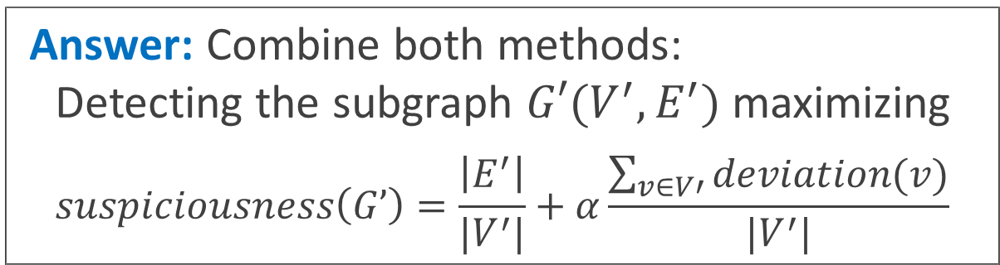 Answer: Combine both methods:
Detecting the subgraph G′(V′, E′) maximizing
suspiciousness(G’) = |E′| / |V′| + α ∑v∈V′ deviation(v) / |V′|